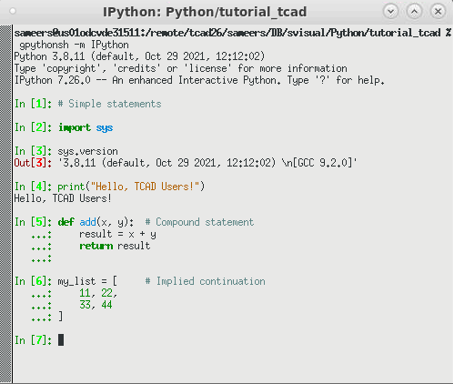 IPython: Python/tutorial_tcad
sameers@us01odcvde31511:/remote/tcad26/sameers/DB/svisual/Python/tutorial_tcad %
gpythonsh -m IPython
Python 3.8.11 (default, Oct 29 2021, 12:12:02)
Type 'copyright', 'credits' or 'license' for more information
IPython 7.26.0 -- An enhanced Interactive Python. Type '?' for help.
In [1]: # Simple statements
In [2]: import sys
In [3]: sys.version
Out[3]: '3.8.11 (default, Oct 29 2021, 12:12:02) \n[GCC 9.2.0]'
In [4]: print("Hello, TCAD Users!")
Hello, TCAD Users!
In [5]: def add(x, y):  # Compound statement
   ...:     result = x + y
   ...:     return result
   ...:
In [6]: my_list = [    # Implied continuation
   ...:     11, 22,
   ...:     33, 44
   ...: ]
In [7]: